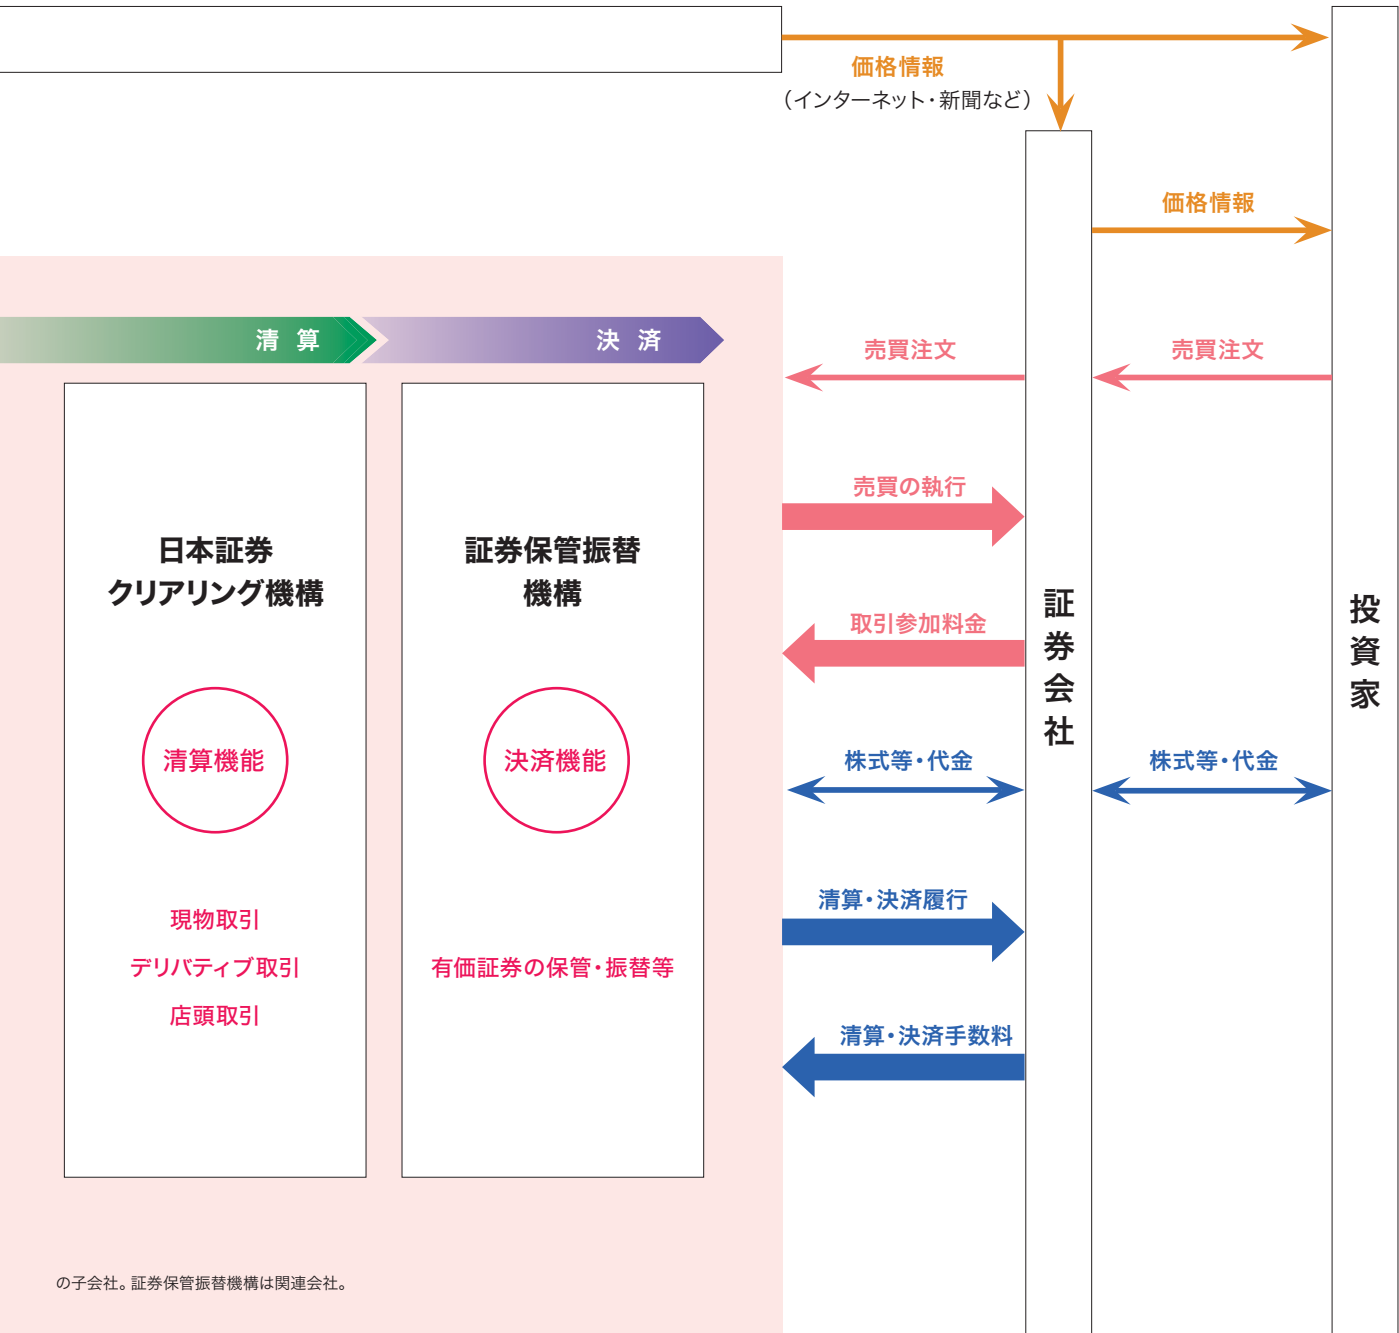 価格情報
（インターネット・新聞など）
価格情報
清 算
決 済
売買注文
売買注文
売買の執行
日本証券
クリアリング機構
証券保管振替
機構
取引参加料金
証券会社
投資家
清算機能
決済機能
株式等・代金
株式等・代金
清算・決済履行
現物取引
デリバティブ取引
店頭取引
有価証券の保管・振替等
清算・決済手数料
の子会社。証券保管振替機構は関連会社。